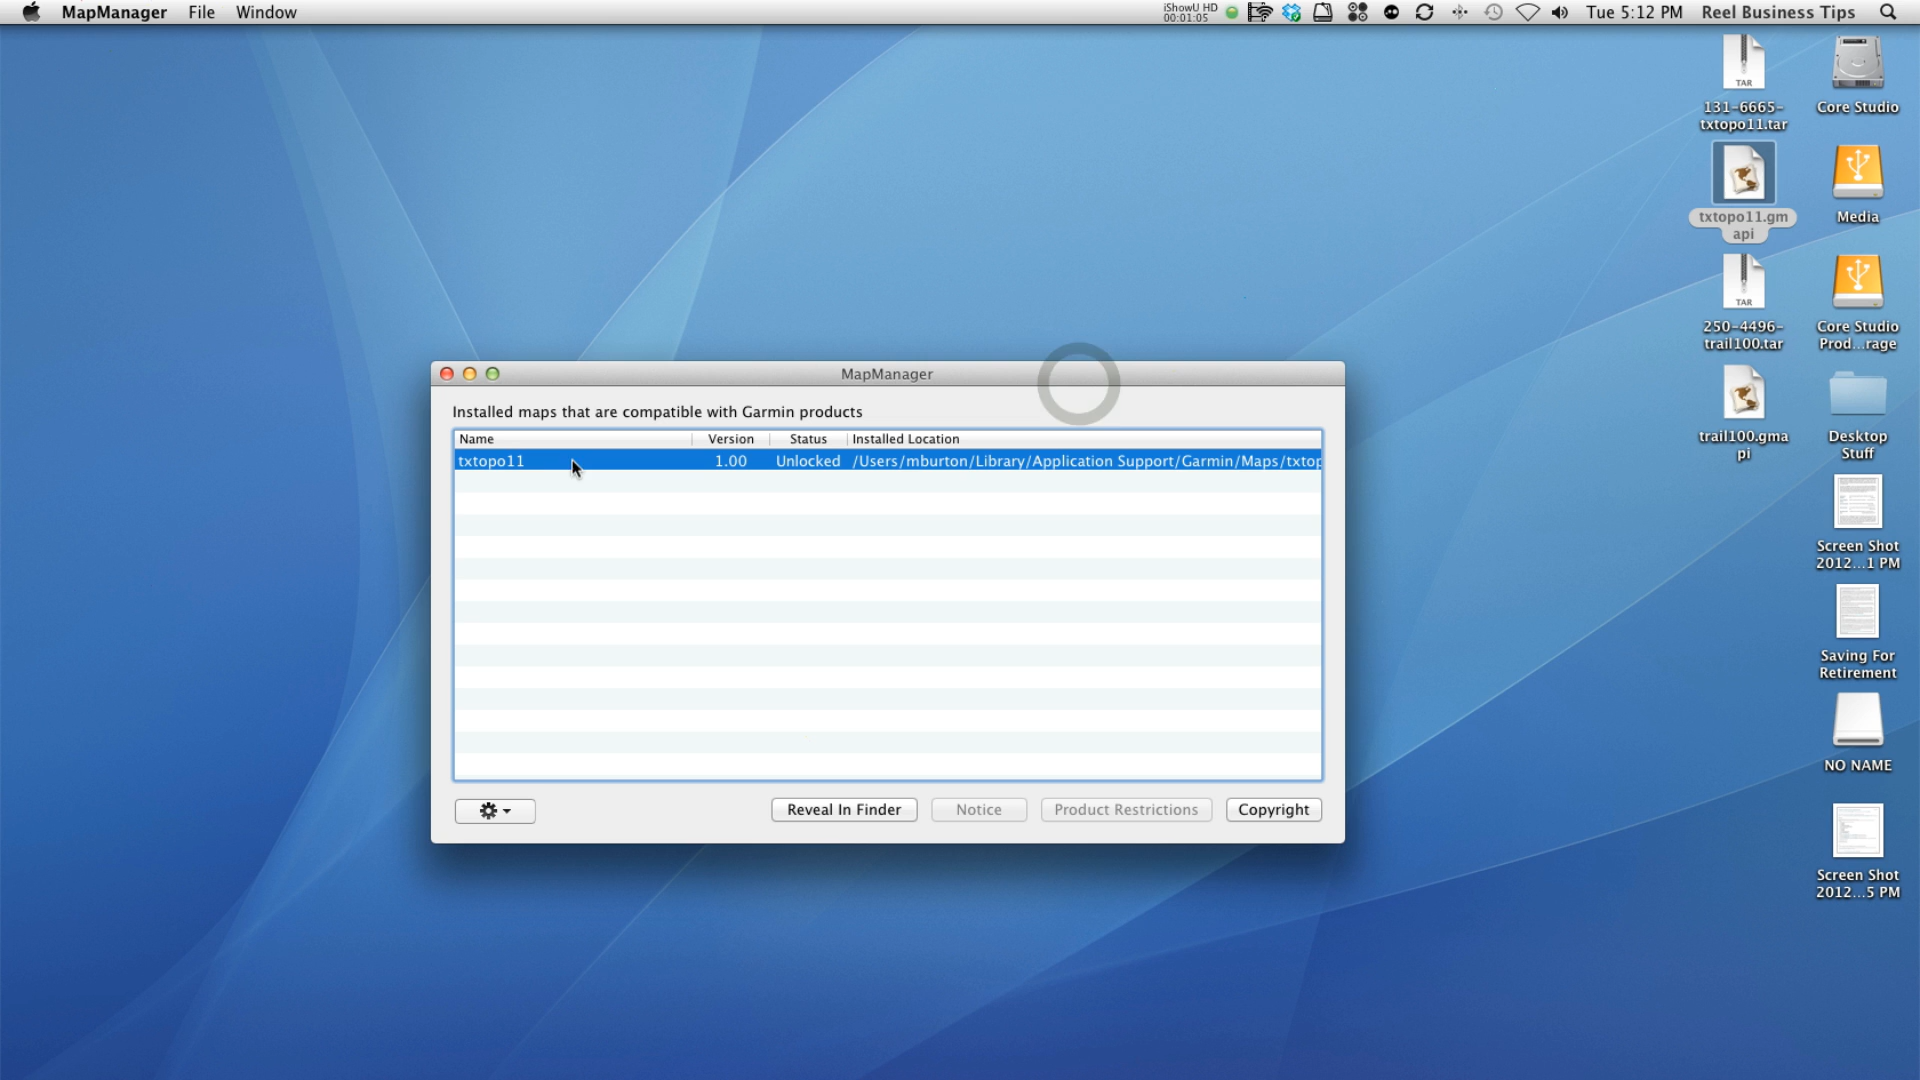 MapManager File Window
iShowU HD
00:01:05
Tue 5:12 PM Reel Business Tips
TAR
131-6665-
txtopo11.tar
Core Studio
txtopo11.gm
api
Media
TAR
250-4496-
trail100.tar
Core Studio
Prod...rage
trail100.gma
pi
Desktop
Stuff
Screen Shot
2012...1 PM
Saving For
Retirement
NO NAME
Screen Shot
2012...5 PM
MapManager
Installed maps that are compatible with Garmin products
Name Version Status Installed Location
txtopo11 1.00 Unlocked /Users/mburton/Library/Application Support/Garmin/Maps/txtop
Reveal In Finder Notice Product Restrictions Copyright